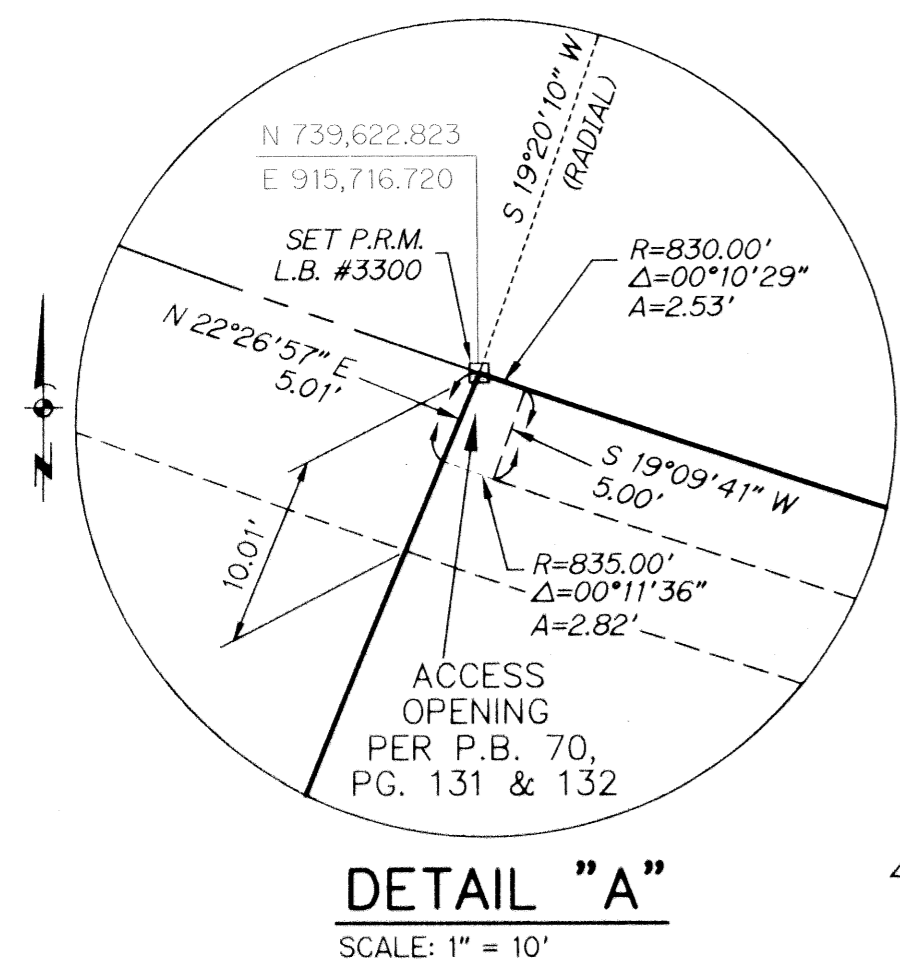 N 739,622.823
E 915,716.720
S 19°20'10" W
(RADIAL)
SET P.R.M.
L.B. #3300
R=830.00'
Δ=00°10'29"
A=2.53'
N 22°26'57" E
5.01'
S 19°09'41" W
5.00'
10.01'
R=835.00'
Δ=00°11'36"
A=2.82'
ACCESS
OPENING
PER P.B. 70,
PG. 131 & 132
N
DETAIL "A"
SCALE: 1" = 10'